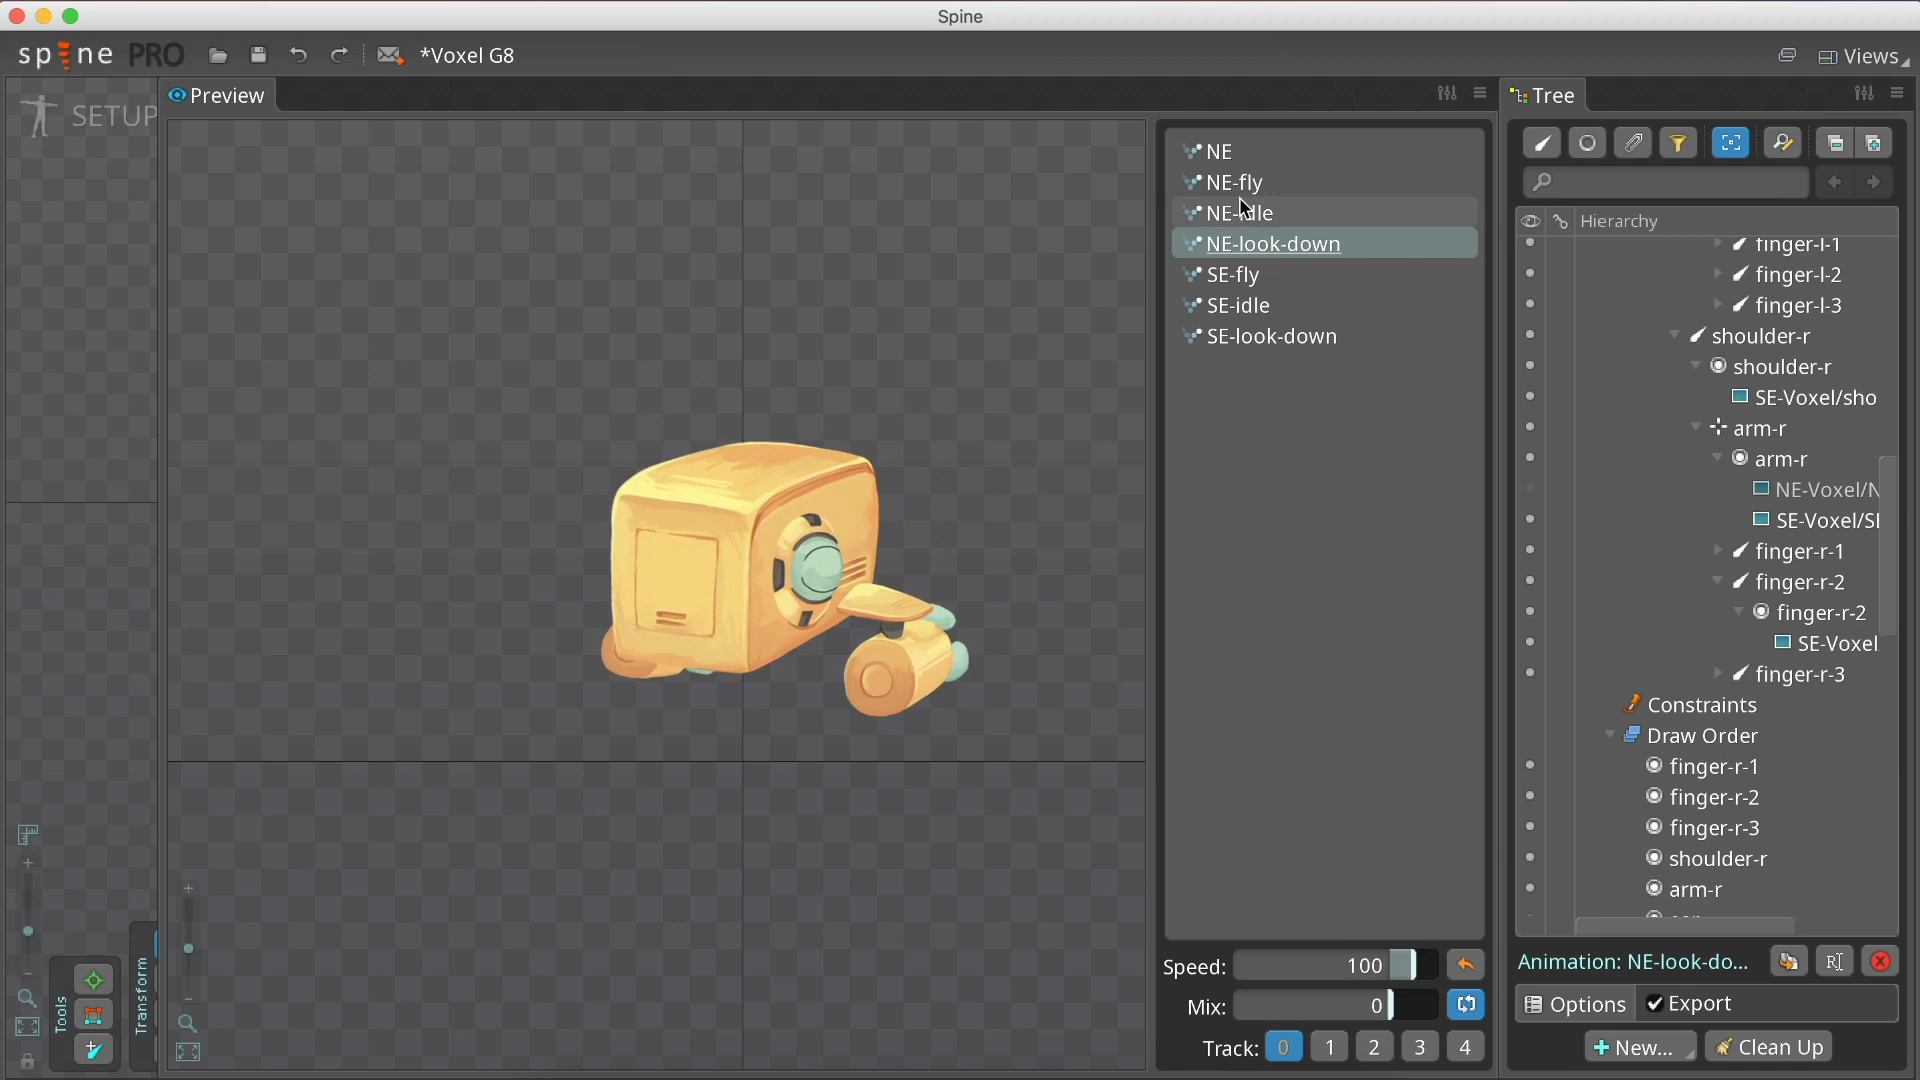 Spine
spine PRO
*Voxel G8
Views
SETUP
Preview
Tree
NE
NE-fly
NE-idle
NE-look-down
SE-fly
SE-idle
SE-look-down
Hierarchy
finger-l-1
finger-l-2
finger-l-3
shoulder-r
shoulder-r
SE-Voxel/sho
arm-r
arm-r
NE-Voxel/N
SE-Voxel/SE
finger-r-1
finger-r-2
finger-r-2
SE-Voxel
finger-r-3
Constraints
Draw Order
finger-r-1
finger-r-2
finger-r-3
shoulder-r
arm-r
Speed: 100
Mix: 0
Track: 0 1 2 3 4
Animation: NE-look-do...
Options
Export
New...
Clean Up
Tools
Transform